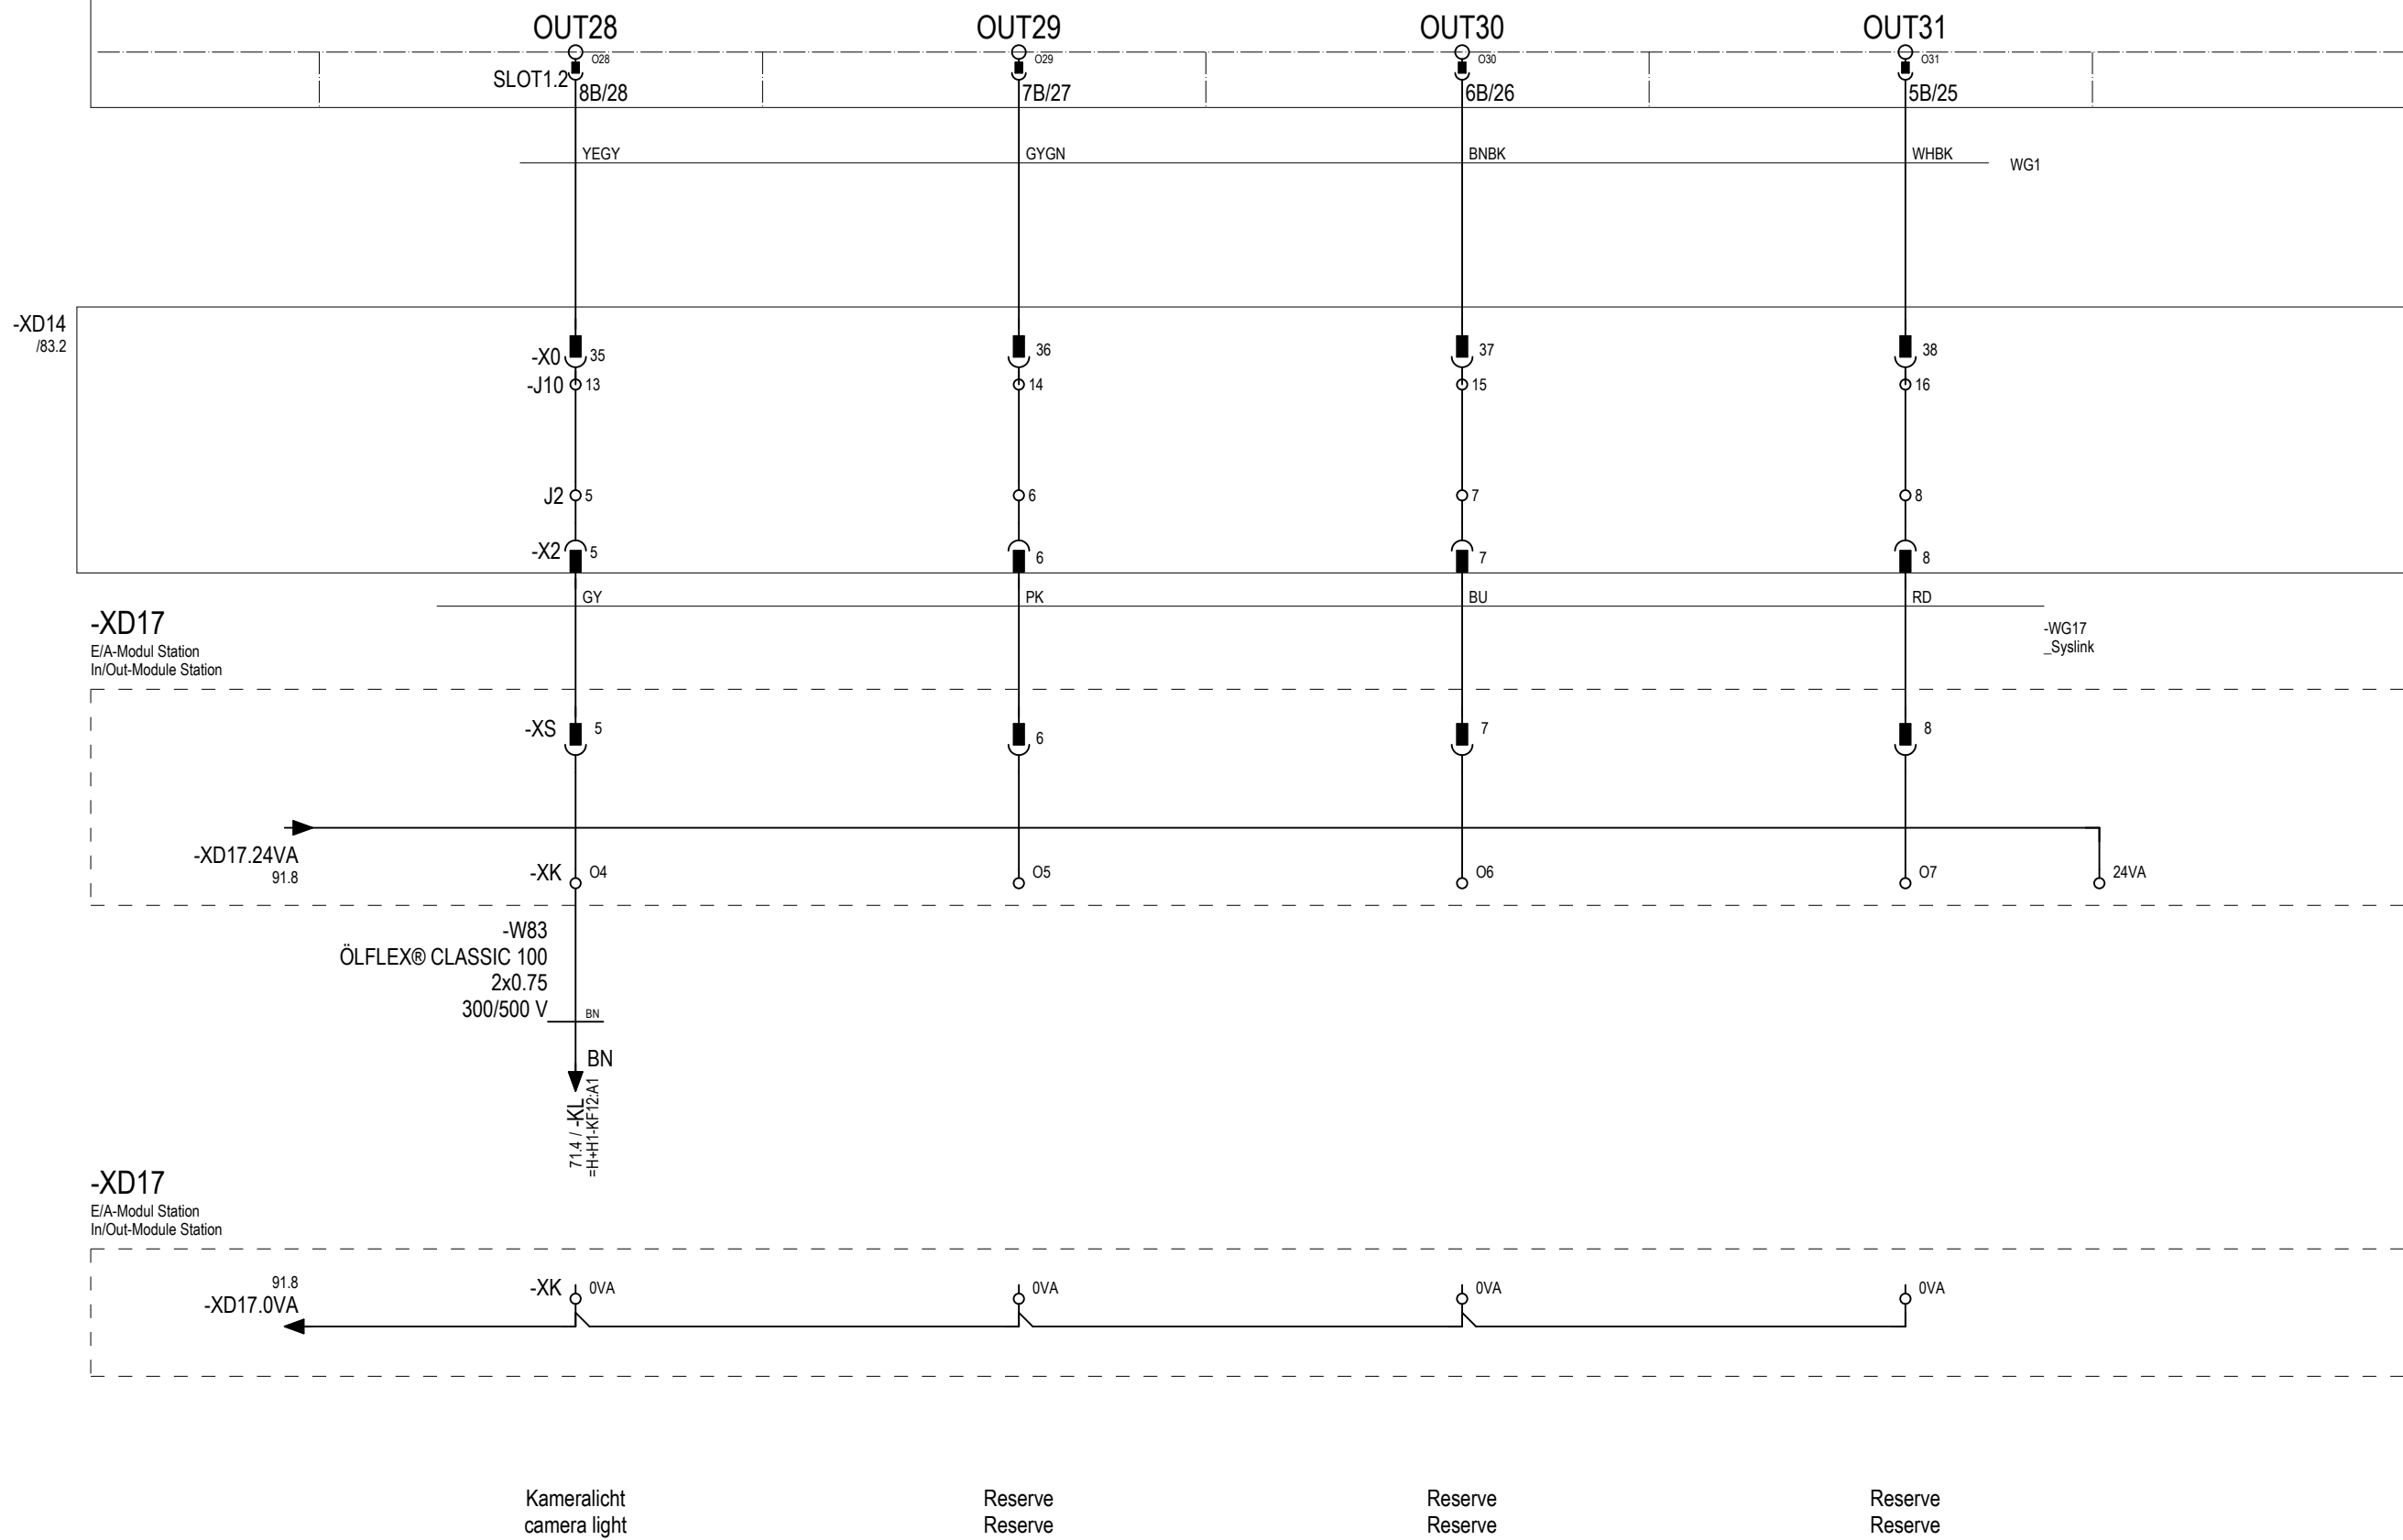 OUT28 OUT29 OUT30 OUT31
O28 O29 O30 O31
SLOT1.2
8B/28 7B/27 6B/26 5B/25
YEGY GYGN BNBK WHBK
WG1
-XD14
/83.2
-X0 35 36 37 38
-J10 13 14 15 16
J2 5 6 7 8
-X2 5 6 7 8
GY PK BU RD
-XD17
E/A-Modul Station
In/Out-Module Station
-WG17
_Syslink
-XS 5 6 7 8
-XD17.24VA
91.8
-XK O4 O5 O6 O7 24VA
-W83
ÖLFLEX® CLASSIC 100
2x0.75
300/500 V
BN
BN
71.4 / -KL
=H+H1-KF12:A1
-XD17
E/A-Modul Station
In/Out-Module Station
91.8
-XD17.0VA
-XK 0VA 0VA 0VA 0VA
Kameralicht Reserve Reserve Reserve
camera light Reserve Reserve Reserve